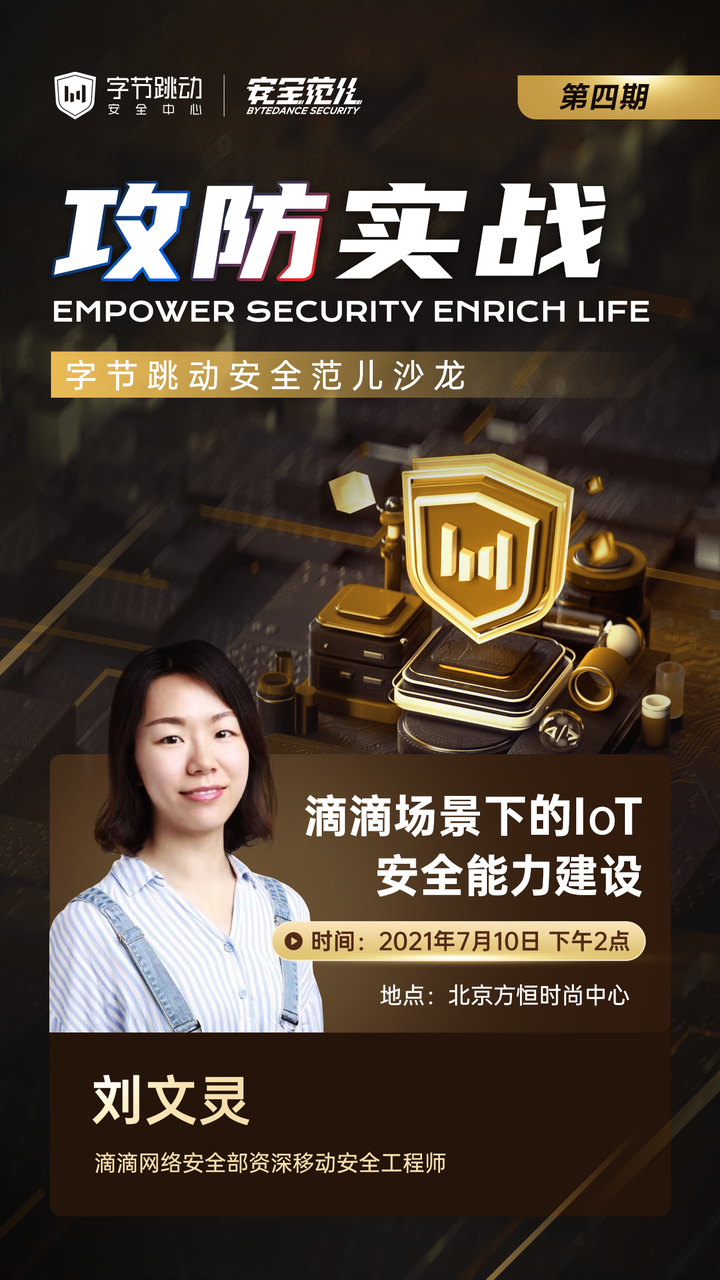 字节跳动
安全中心
安全范儿
BYTEDANCE SECURITY
第四期
攻防实战
EMPOWER SECURITY ENRICH LIFE
字节跳动安全范儿沙龙
</>
滴滴场景下的IoT
安全能力建设
时间：2021年7月10日 下午2点
地点：北京方恒时尚中心
刘文灵
滴滴网络安全部资深移动安全工程师